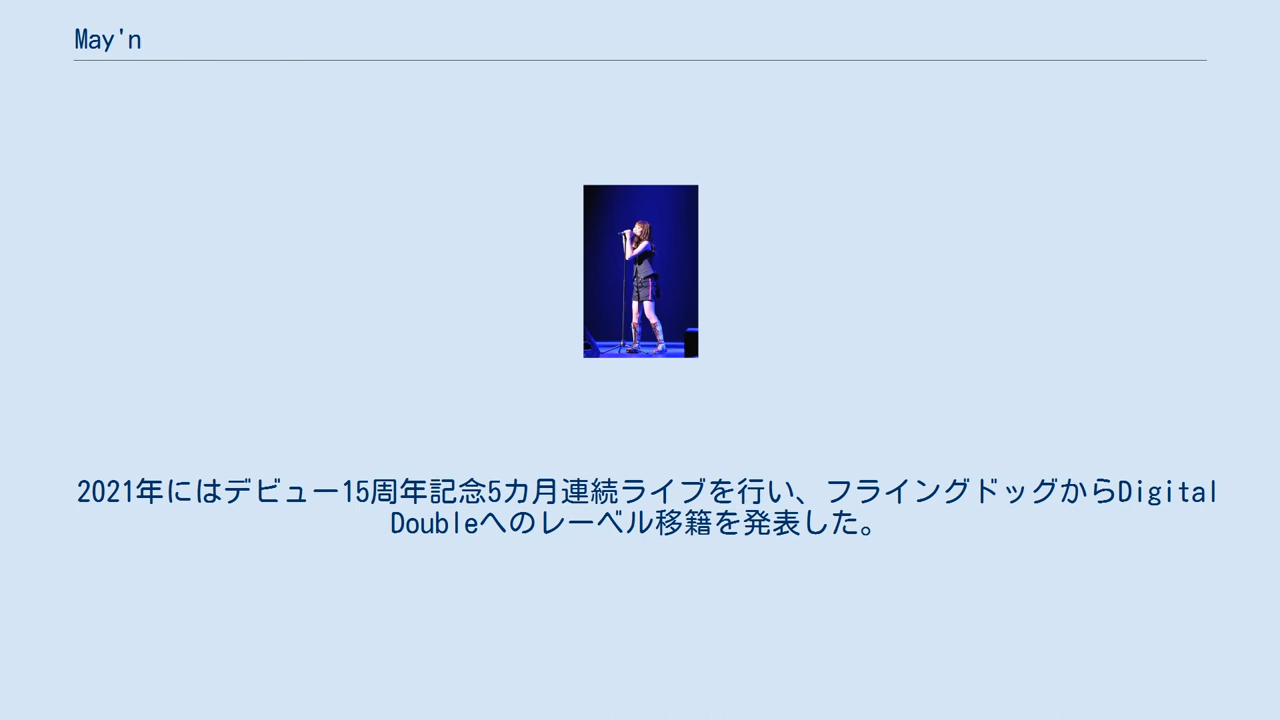 May'n
2021年にはデビュー15周年記念5カ月連続ライブを行い、フライングドッグからDigital
Doubleへのレーベル移籍を発表した。